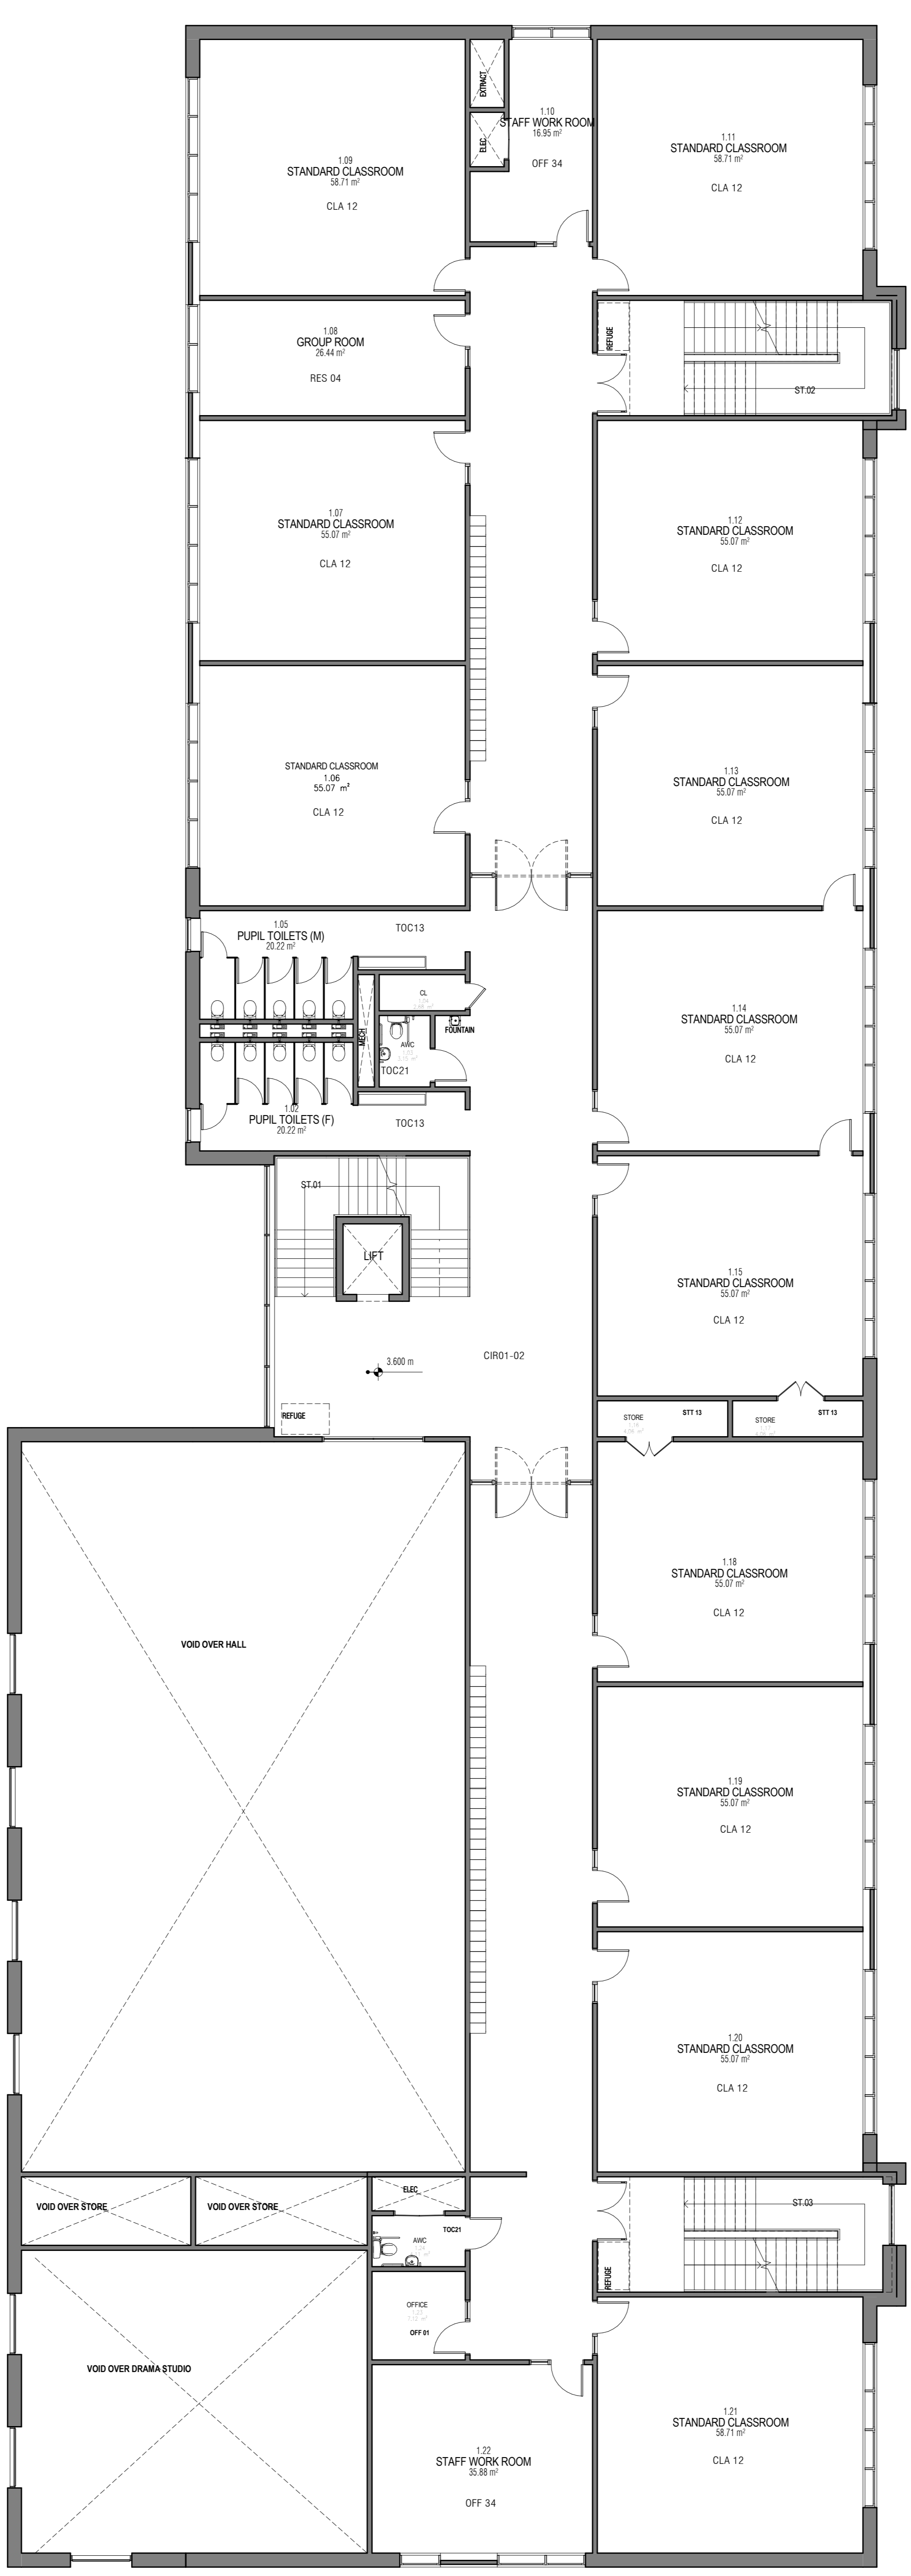 EXTRACT
1.10
STAFF WORK ROOM
16.95 m²
OFF 34
ELEC
1.09
STANDARD CLASSROOM
58.71 m²
CLA 12
1.11
STANDARD CLASSROOM
58.71 m²
CLA 12
1.08
GROUP ROOM
26.44 m²
RES 04
REFUGE
ST.02
1.07
STANDARD CLASSROOM
55.07 m²
CLA 12
1.12
STANDARD CLASSROOM
55.07 m²
CLA 12
STANDARD CLASSROOM
1.06
55.07 m²
CLA 12
1.13
STANDARD CLASSROOM
55.07 m²
CLA 12
1.05
PUPIL TOILETS (M)
20.22 m²
TOC13
CL
MECH
FOUNTAIN
AWC
TOC21
1.14
STANDARD CLASSROOM
55.07 m²
CLA 12
1.02
PUPIL TOILETS (F)
20.22 m²
TOC13
ST.01
LIFT
1.15
STANDARD CLASSROOM
55.07 m²
CLA 12
CIR01-02
3.600 m
REFUGE
STORE
STT 13
STORE
STT 13
1.18
STANDARD CLASSROOM
55.07 m²
CLA 12
VOID OVER HALL
1.19
STANDARD CLASSROOM
55.07 m²
CLA 12
1.20
STANDARD CLASSROOM
55.07 m²
CLA 12
VOID OVER STORE
VOID OVER STORE
ELEC
ST.03
TOC21
AWC
REFUGE
OFFICE
OFF 01
VOID OVER DRAMA STUDIO
1.21
STANDARD CLASSROOM
58.71 m²
CLA 12
1.22
STAFF WORK ROOM
35.88 m²
OFF 34